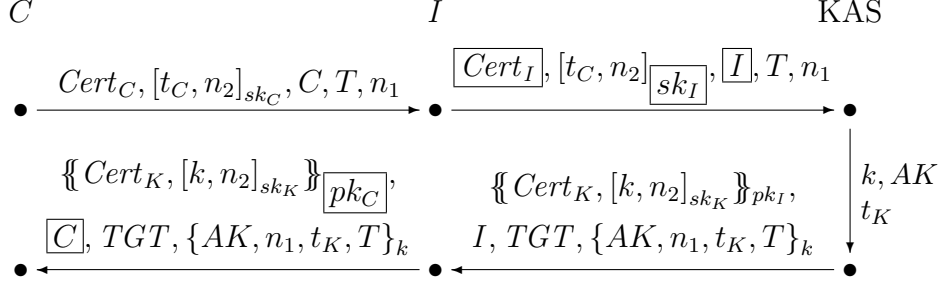 C I KAS
Cert_C, [t_C, n_2]_{sk_C}, C, T, n_1
Cert_I, [t_C, n_2]_{sk_I}, I, T, n_1
{{Cert_K, [k, n_2]_{sk_K}}}_{pk_C},
C, TGT, {AK, n_1, t_K, T}_k
{{Cert_K, [k, n_2]_{sk_K}}}_{pk_I},
I, TGT, {AK, n_1, t_K, T}_k
k, AK
t_K